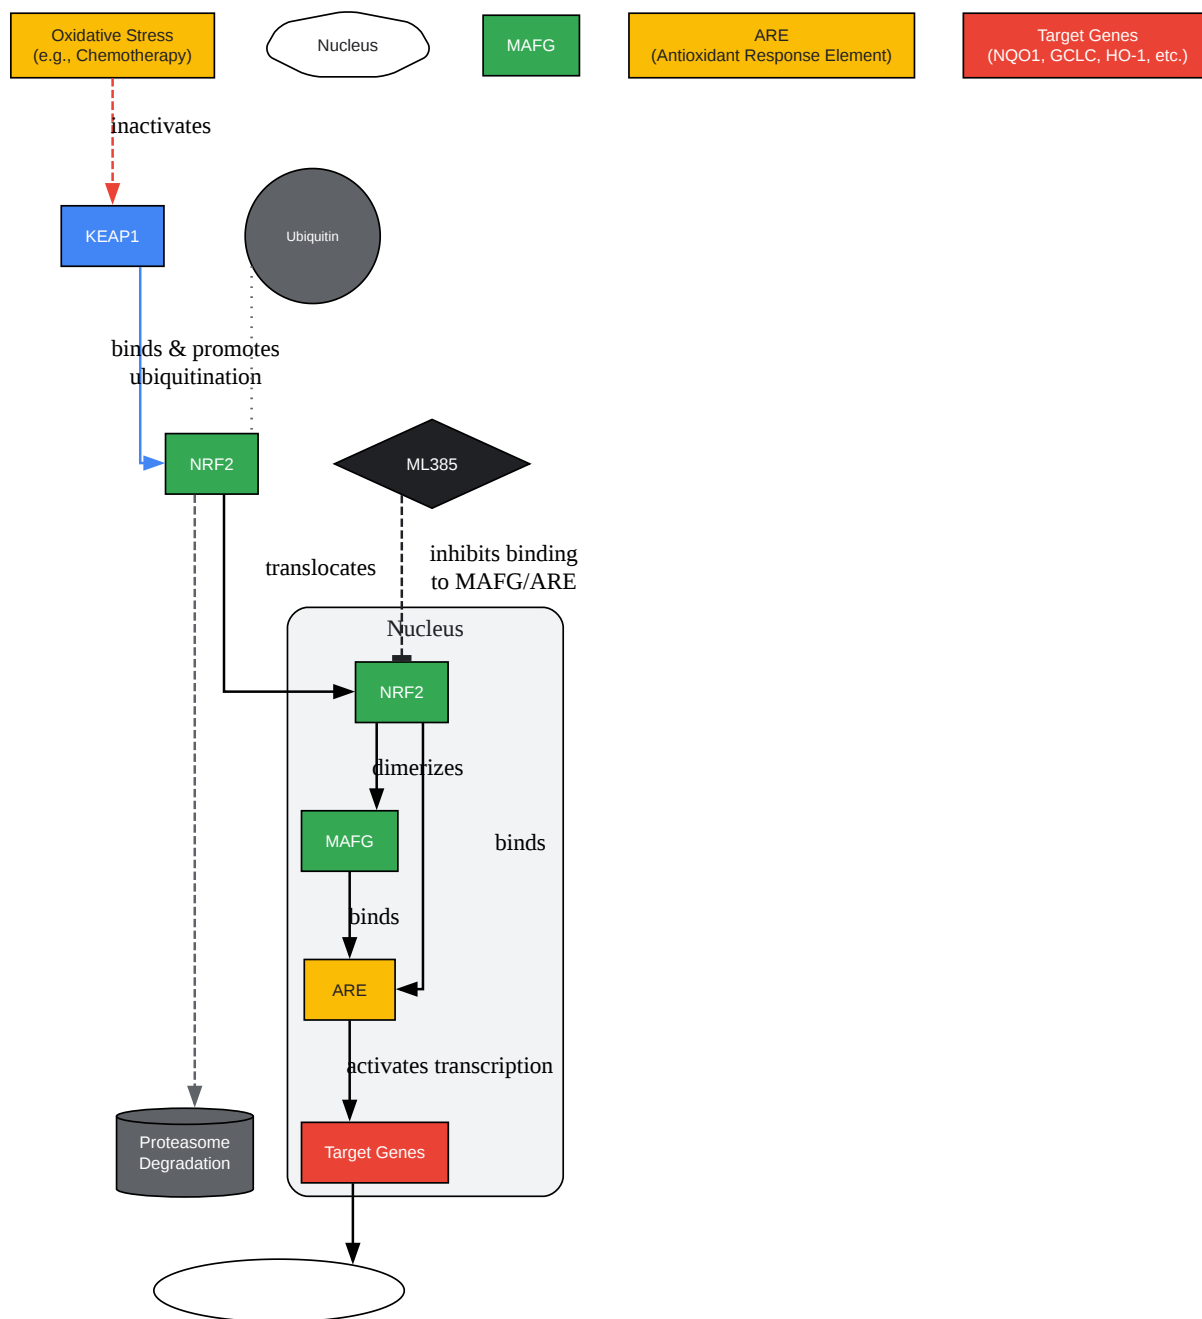 Oxidative Stress
(e.g., Chemotherapy)
Nucleus
MAFG
ARE
(Antioxidant Response Element)
Target Genes
(NQO1, GCLC, HO-1, etc.)
inactivates
KEAP1
Ubiquitin
binds & promotes
ubiquitination
NRF2
ML385
translocates
inhibits binding
to MAFG/ARE
Nucleus
NRF2
dimerizes
MAFG
binds
binds
ARE
activates transcription
Proteasome
Degradation
Target Genes